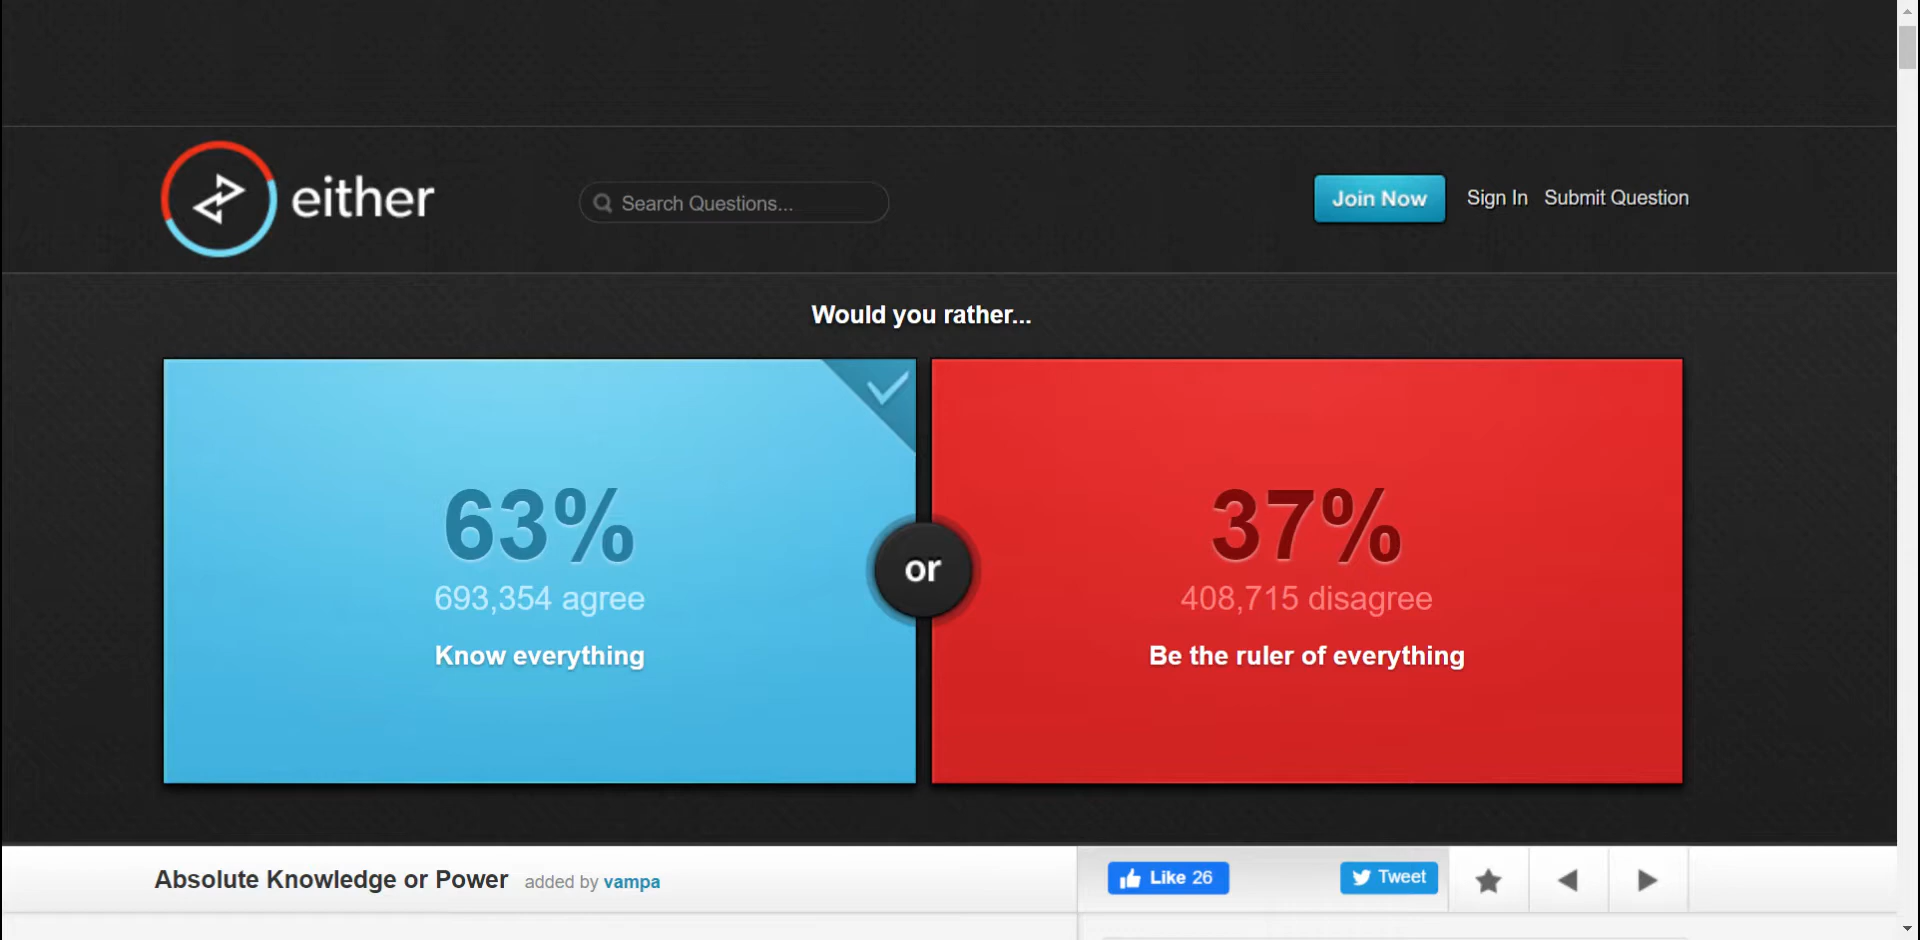 either
Search Questions...
Join Now Sign In Submit Question
Would you rather...
63%
693,354 agree
Know everything
or
37%
408,715 disagree
Be the ruler of everything
Absolute Knowledge or Power added by vampa
Like 26
Tweet